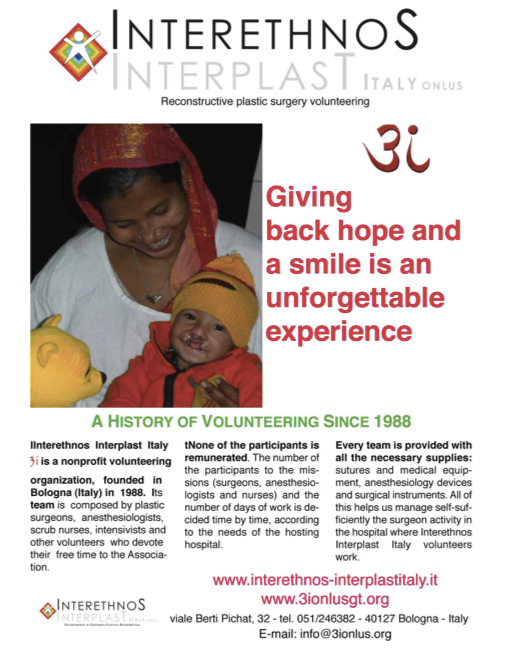 INTERETHNOS
INTERPLAST ITALY ONLUS
Reconstructive plastic surgery volunteering
3i
Giving
back hope and
a smile is an
unforgettable
experience
A HISTORY OF VOLUNTEERING SINCE 1988
IInterethnos Interplast Italy
3i is a nonprofit volunteering
organization, founded in
Bologna (Italy) in 1988. Its
team is composed by plastic
surgeons, anesthesiologists,
scrub nurses, intensivists and
other volunteers who devote
their free time to the Associa-
tion.
tNone of the participants is
remunerated. The number of
the participants to the mis-
sions (surgeons, anesthesio-
logists and nurses) and the
number of days of work is de-
cided time by time, according
to the needs of the hosting
hospital.
Every team is provided with
all the necessary supplies:
sutures and medical equip-
ment, anesthesiology devices
and surgical instruments. All of
this helps us manage self-suf-
ficiently the surgeon activity in
the hospital where Interethnos
Interplast Italy volunteers
work.
www.interethnos-interplastitaly.it
www.3ionlusgt.org
INTERETHNOS
INTERPLAST ITALY ONLUS
viale Berti Pichat, 32 - tel. 051/246382 - 40127 Bologna - Italy
E-mail: info@3ionlus.org